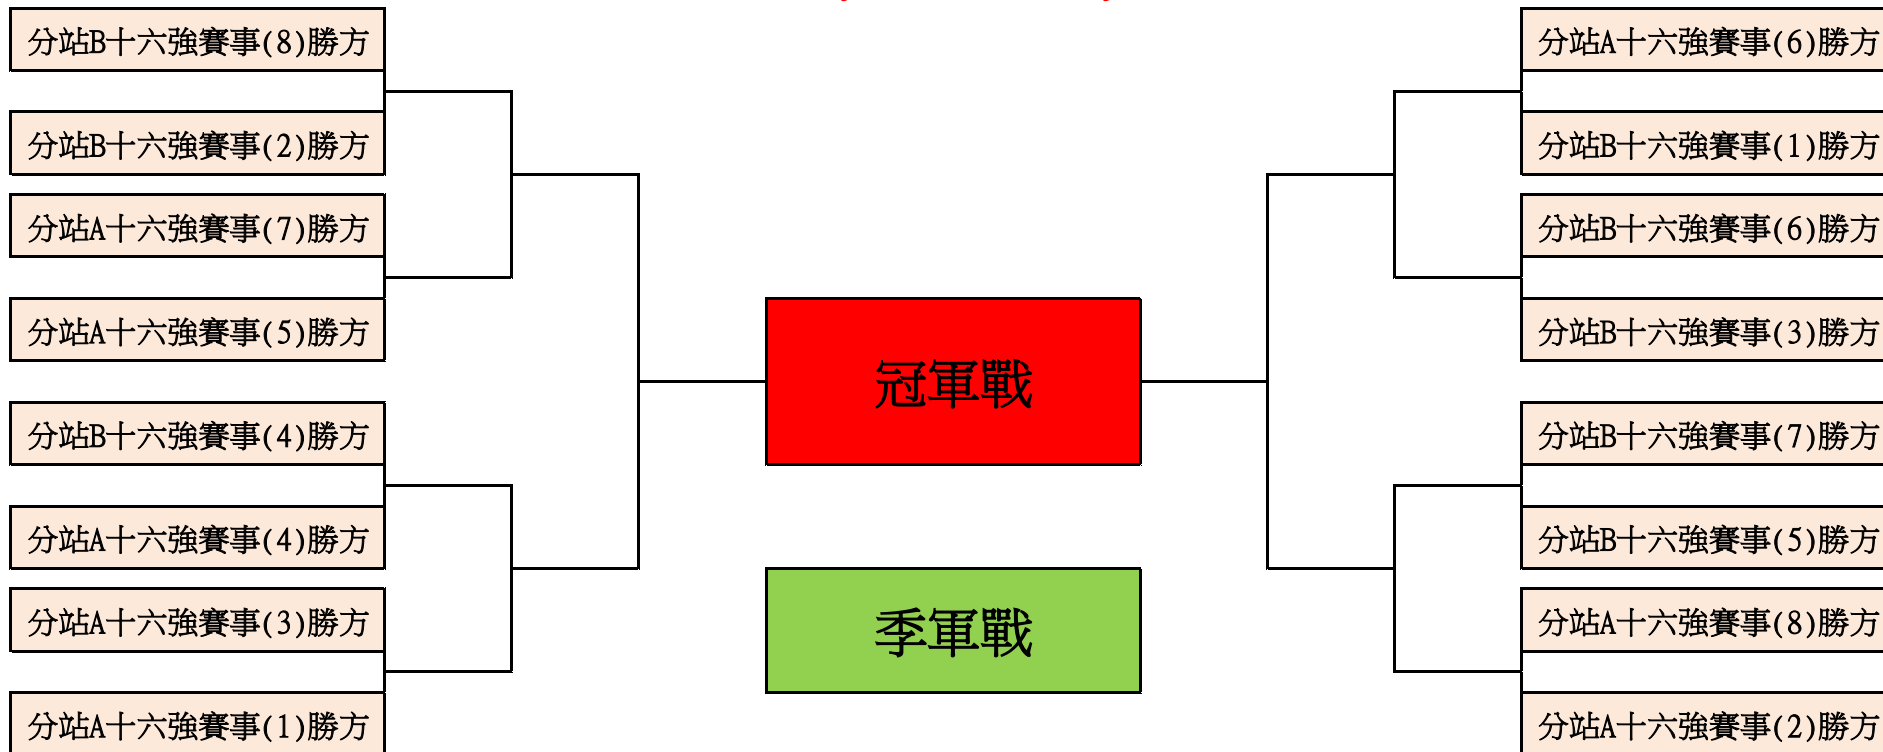 分站B十六強賽事(8)勝方
分站B十六強賽事(2)勝方
分站A十六強賽事(7)勝方
分站A十六強賽事(5)勝方
分站B十六強賽事(4)勝方
分站A十六強賽事(4)勝方
分站A十六強賽事(3)勝方
分站A十六強賽事(1)勝方
冠軍戰
季軍戰
分站A十六強賽事(6)勝方
分站B十六強賽事(1)勝方
分站B十六強賽事(6)勝方
分站B十六強賽事(3)勝方
分站B十六強賽事(7)勝方
分站B十六強賽事(5)勝方
分站A十六強賽事(8)勝方
分站A十六強賽事(2)勝方